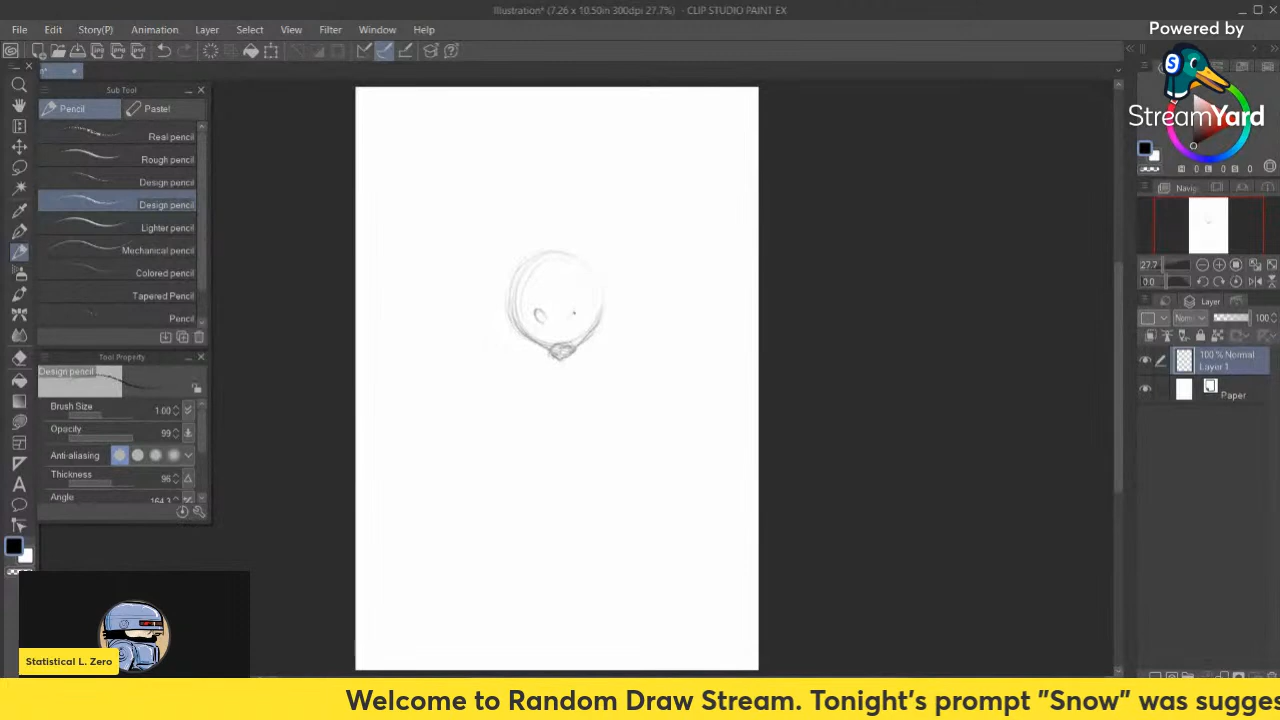 Illustration* (7.26 x 10.50in 300dpi 27.7%) - CLIP STUDIO PAINT EX
File Edit Story(P) Animation Layer Select View Filter Window Help
Powered by
StreamYard
Sub Tool
Pencil Pastel
Real pencil
Rough pencil
Design pencil
Design pencil
Lighter pencil
Mechanical pencil
Colored pencil
Tapered Pencil
Pencil
Tool Property
Design pencil
Brush Size 1.00
Opacity 99
Anti-aliasing
Thickness 96
Angle 164.3
Navig
27.7
0.0
Layer
Norm 100
100 % Normal
Layer 1
Paper
Statistical L. Zero
Welcome to Random Draw Stream. Tonight's prompt "Snow" was sugges